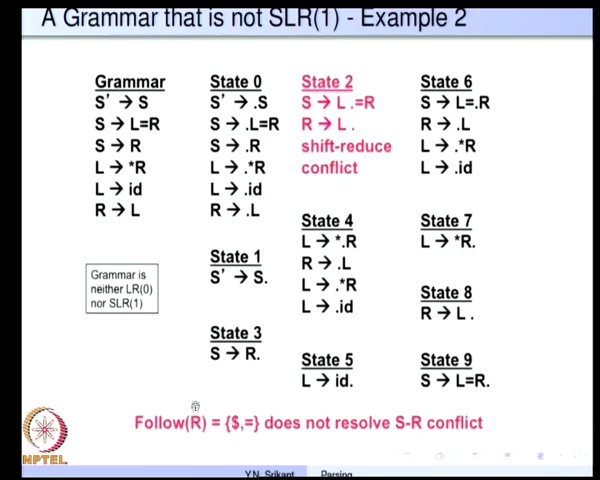 A Grammar that is not SLR(1) - Example 2
Grammar
S' → S
S → L=R
S → R
L → *R
L → id
R → L
Grammar is
neither LR(0)
nor SLR(1)
State 0
S' → .S
S → .L=R
S → .R
L → .*R
L → .id
R → .L
State 1
S' → S.
State 3
S → R.
State 2
S → L .=R
R → L .
shift-reduce
conflict
State 4
L → *.R
R → .L
L → .*R
L → .id
State 5
L → id.
State 6
S → L=.R
R → .L
L → .*R
L → .id
State 7
L → *R.
State 8
R → L .
State 9
S → L=R.
Follow(R) = {$,=} does not resolve S-R conflict
NPTEL
Y.N. Srikant Parsing